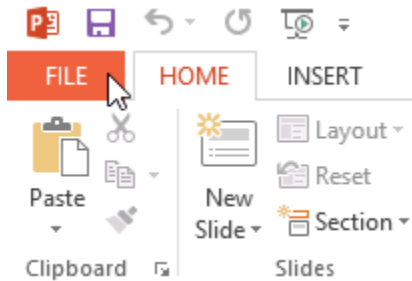 FILE HOME INSERT
Paste
New
Slide
Layout
Reset
Section
Clipboard Slides